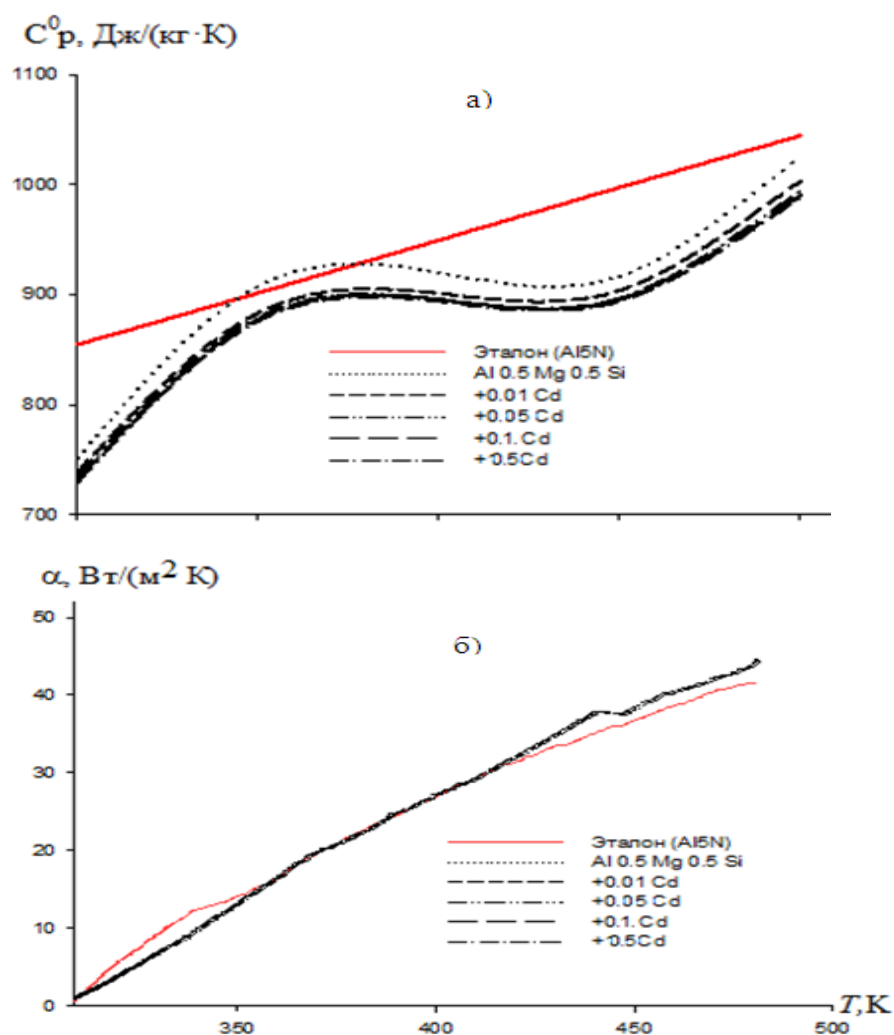 C⁰p, Дж/(кг·К)
1100
а)
1000
900
Эталон (Al5N)
Al 0.5 Mg 0.5 Si
+0.01 Cd
800
+0.05 Cd
+0.1. Cd
+0.5Cd
700
α, Вт/(м² К)
50
б)
40
30
20
Эталон (Al5N)
Al 0.5 Mg 0.5 Si
+0.01 Cd
10
+0.05 Cd
+0.1. Cd
+0.5Cd
0
350 400 450 500
T,K